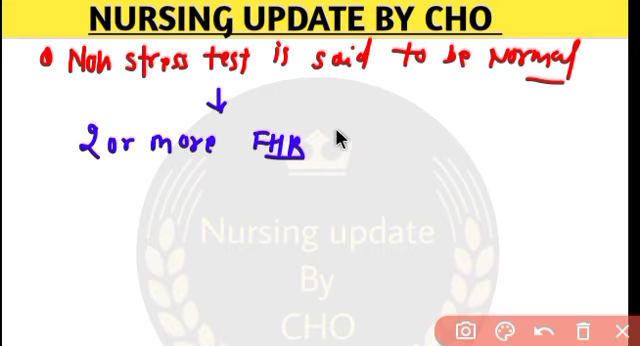 NURSING UPDATE BY CHO
Non stress test is said to be Normal
2 or more FHR
Nursing update
By
CHO